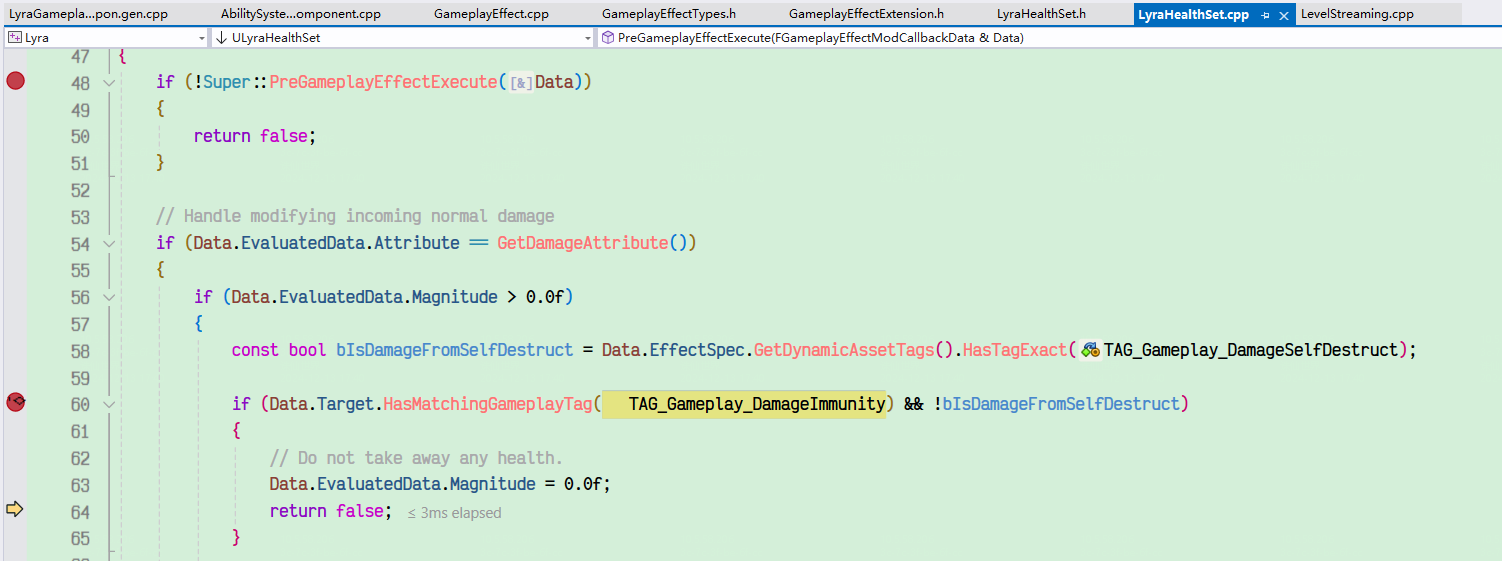 LyraGamepla...pon.gen.cpp AbilitySyste...omponent.cpp GameplayEffect.cpp GameplayEffectTypes.h GameplayEffectExtension.h LyraHealthSet.h LyraHealthSet.cpp LevelStreaming.cpp
Lyra ULyraHealthSet PreGameplayEffectExecute(FGameplayEffectModCallbackData & Data)
47 {
48 if (!Super::PreGameplayEffectExecute([&]Data))
49 {
50 return false;
51 }
52
53 // Handle modifying incoming normal damage
54 if (Data.EvaluatedData.Attribute == GetDamageAttribute())
55 {
56 if (Data.EvaluatedData.Magnitude > 0.0f)
57 {
58 const bool bIsDamageFromSelfDestruct = Data.EffectSpec.GetDynamicAssetTags().HasTagExact(TAG_Gameplay_DamageSelfDestruct);
59
60 if (Data.Target.HasMatchingGameplayTag( TAG_Gameplay_DamageImmunity) && !bIsDamageFromSelfDestruct)
61 {
62 // Do not take away any health.
63 Data.EvaluatedData.Magnitude = 0.0f;
64 return false; ≤ 3ms elapsed
65 }